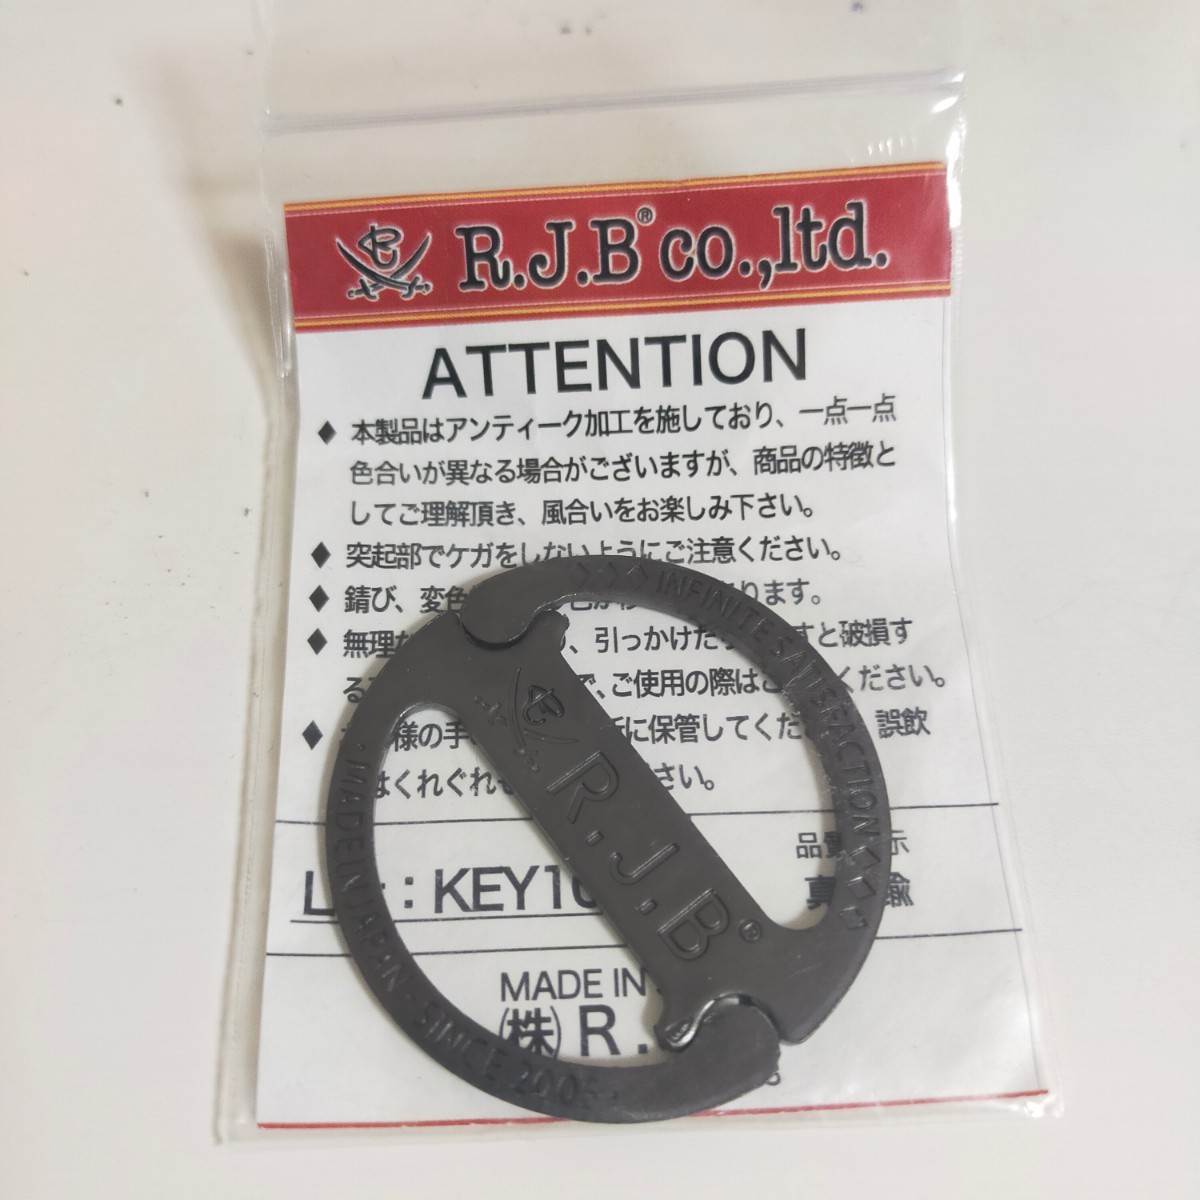 R.J.B® co.,ltd.
ATTENTION
◆ 本製品はアンティーク加工を施しており、一点一点
色合いが異なる場合がございますが、商品の特徴と
してご理解頂き、風合いをお楽しみ下さい。
◆ 突起部でケガをしないようにご注意ください。
◆ 錆び、変色 ります。
◆ 無理な 、引っかけた すと破損す
る で、ご使用の際は ください。
◆ 様の手 に保管してくだ 誤飲
はくれぐれも さい。
品質 示
: KEY10
真 鍮
MADE IN
㈱ R.
INFINITE SATISFACTION
R.J.B®
・MADE IN JAPAN・SINCE 2005・